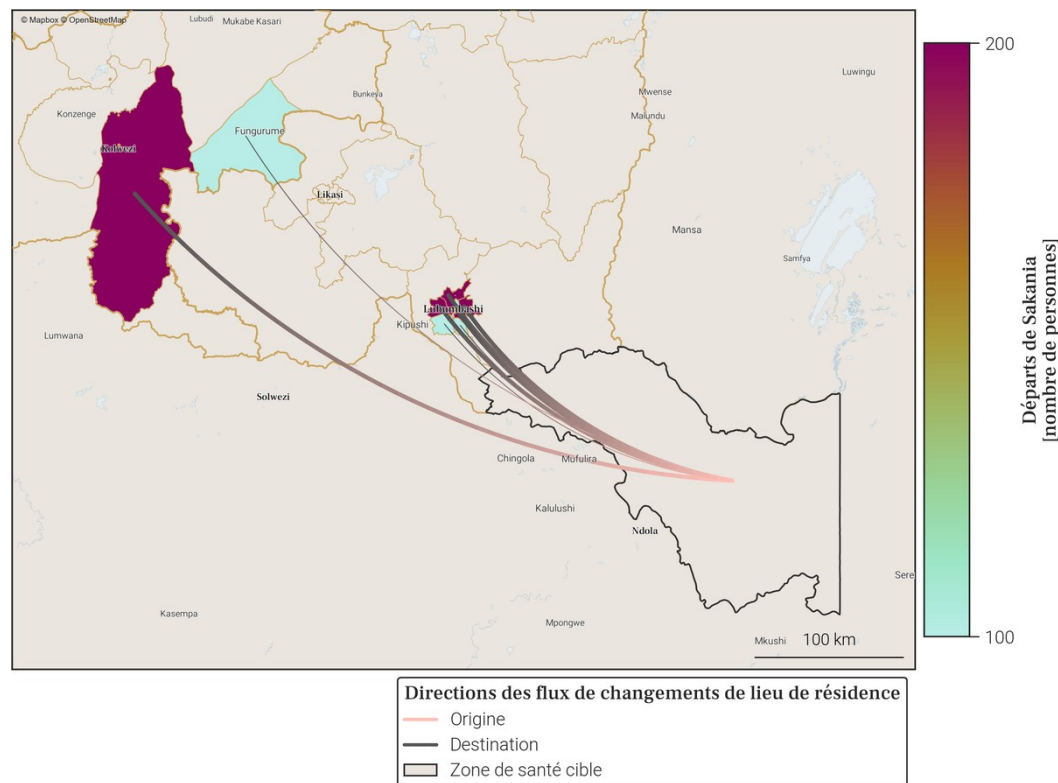 © Mapbox © OpenStreetMap
Lubudi
Mukabe Kasari
Luwingu
Bunkeya
Mwense
Konzenge
Malundu
Fungurume
Kolwezi
Likasi
Mansa
Samfya
Lubumbashi
Kipushi
Lumwana
Solwezi
Chingola
Mufulira
Kalulushi
Ndola
Sere
Kasempa
Mpongwe
Mkushi
100 km
200
100
Départs de Sakania
[nombre de personnes]
Directions des flux de changements de lieu de résidence
Origine
Destination
Zone de santé cible